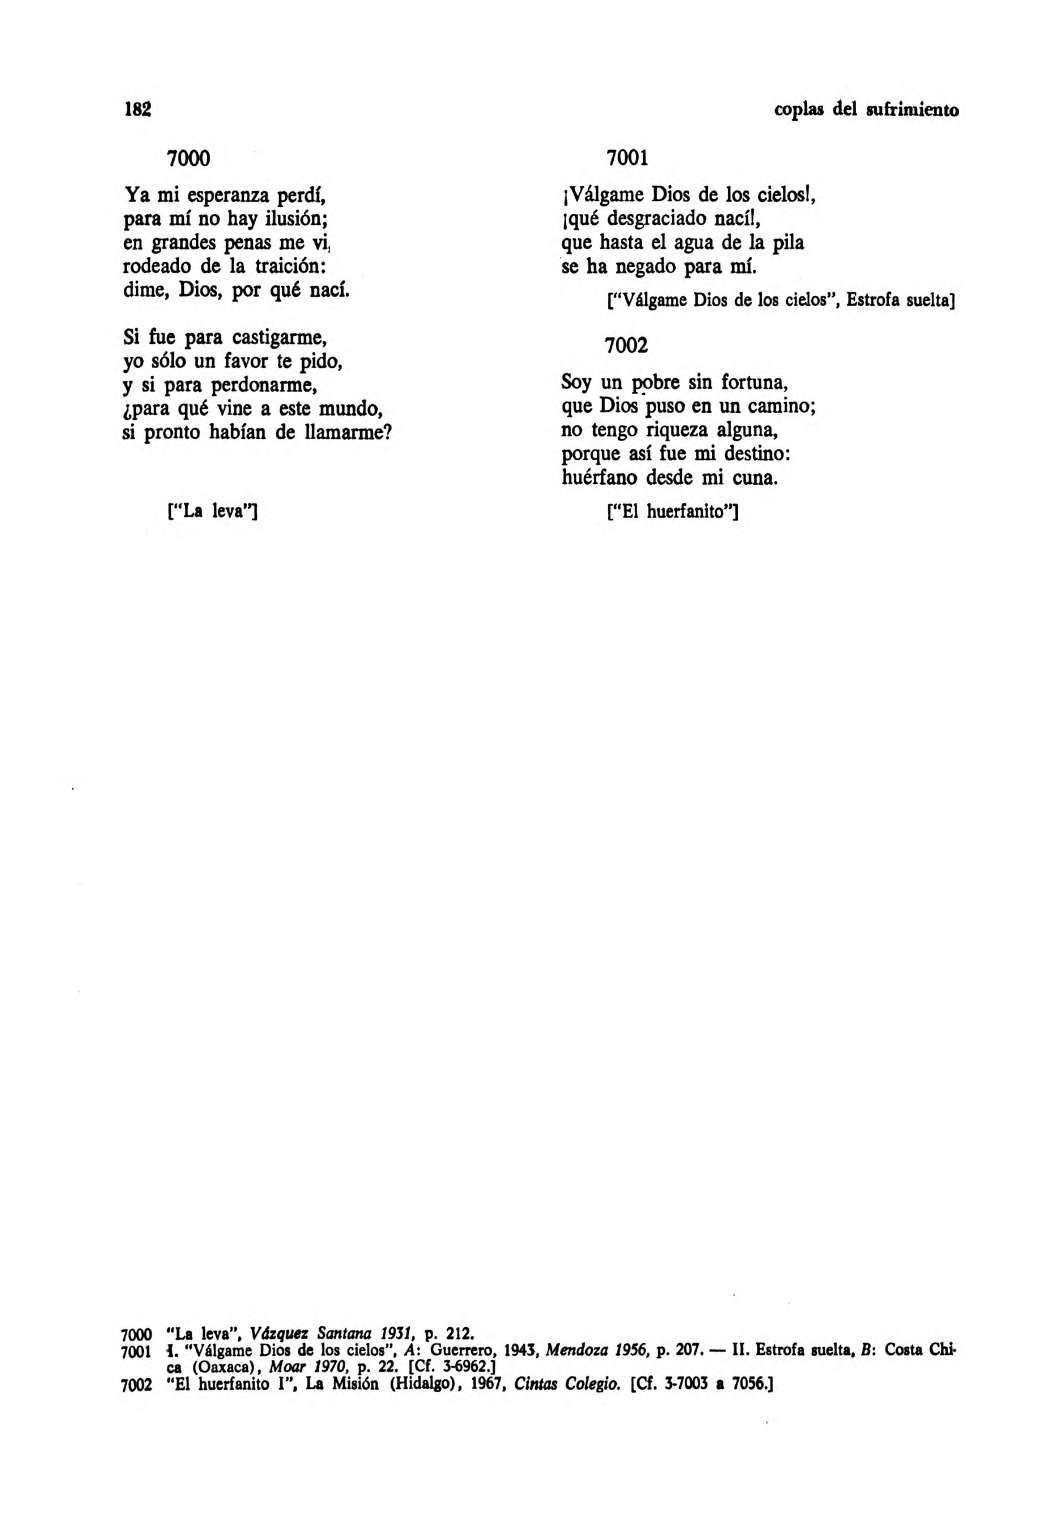 182 coplas del sufrimiento
7000
Ya mi esperanza perdí,
para mí no hay ilusión;
en grandes penas me vi,
rodeado de la traición:
dime, Dios, por qué nací.
Si fue para castigarme,
yo sólo un favor te pido,
y si para perdonarme,
¿para qué vine a este mundo,
si pronto habían de llamarme?
["La leva"]
7001
¡Válgame Dios de los cielos!,
¡qué desgraciado nací!,
que hasta el agua de la pila
se ha negado para mí.
["Válgame Dios de los cielos", Estrofa suelta]
7002
Soy un pobre sin fortuna,
que Dios puso en un camino;
no tengo riqueza alguna,
porque así fue mi destino:
huérfano desde mi cuna.
["El huerfanito"]
7000 "La leva", Vázquez Santana 1931, p. 212.
7001 I. "Válgame Dios de los cielos", A: Guerrero, 1943, Mendoza 1956, p. 207. — II. Estrofa suelta, B: Costa Chi-
ca (Oaxaca), Moar 1970, p. 22. [Cf. 3-6962.]
7002 "El huerfanito I", La Misión (Hidalgo), 1967, Cintas Colegio. [Cf. 3-7003 a 7056.]